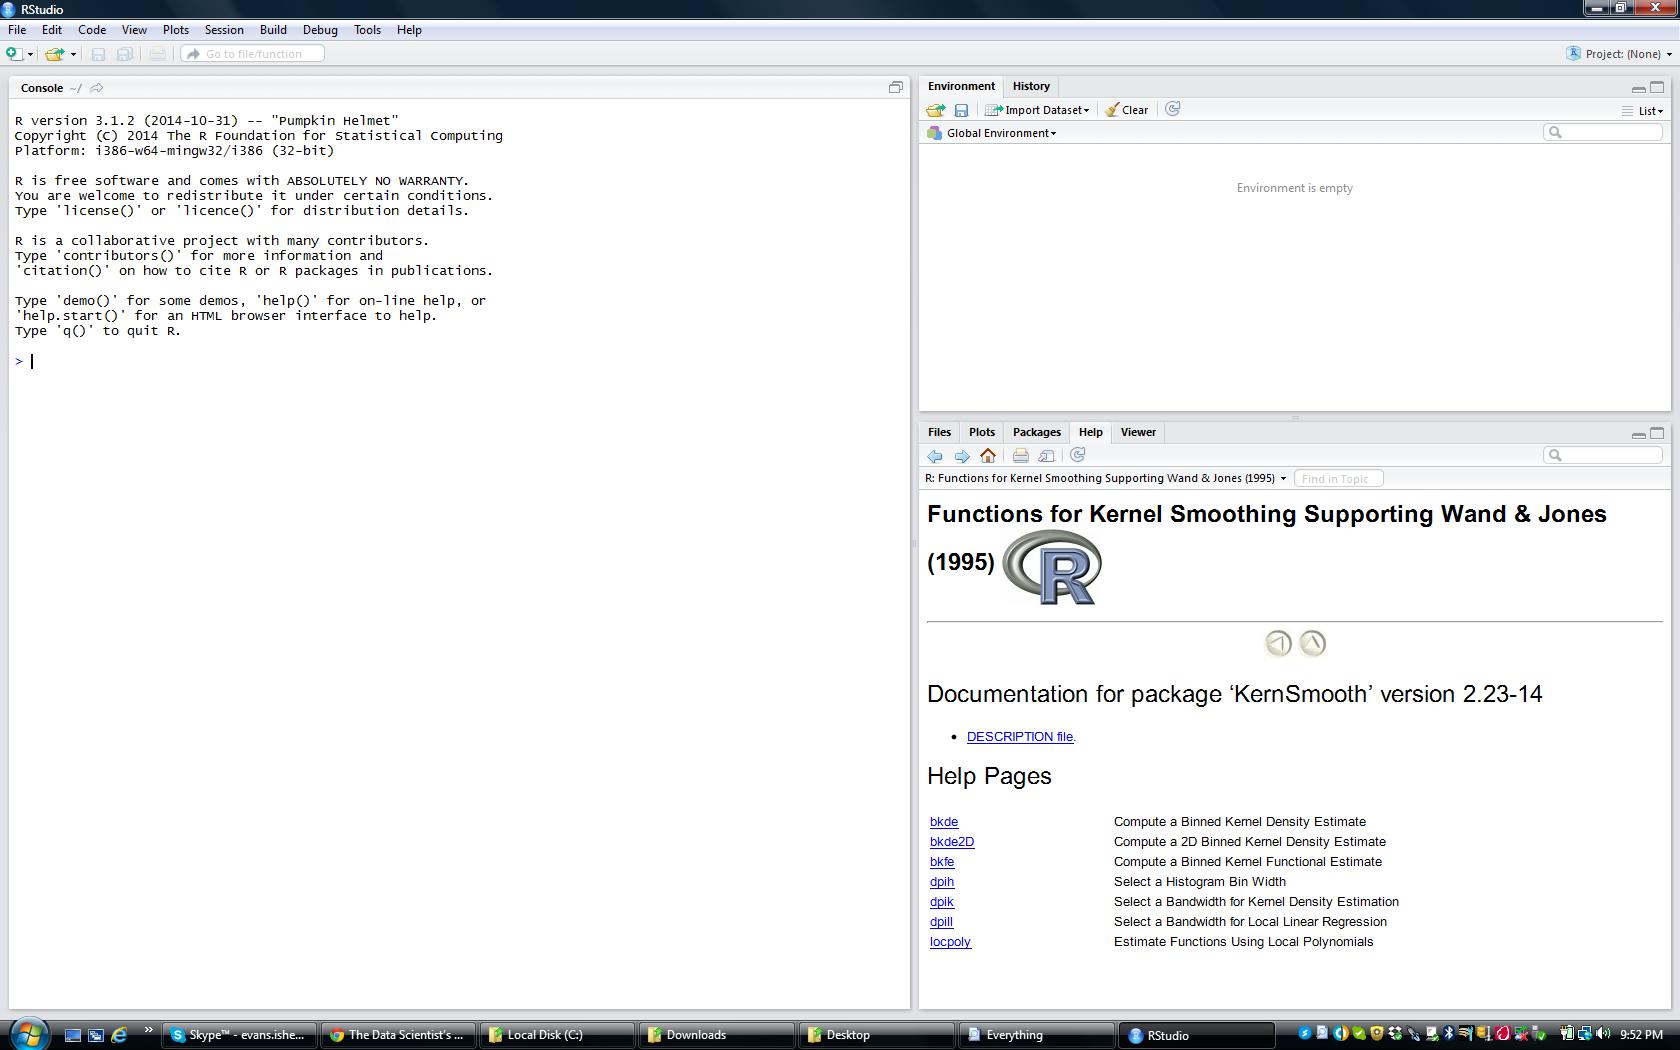 RStudio
File Edit Code View Plots Session Build Debug Tools Help
Go to file/function
Project: (None)
Console ~/
R version 3.1.2 (2014-10-31) -- "Pumpkin Helmet"
Copyright (C) 2014 The R Foundation for Statistical Computing
Platform: i386-w64-mingw32/i386 (32-bit)
R is free software and comes with ABSOLUTELY NO WARRANTY.
You are welcome to redistribute it under certain conditions.
Type 'license()' or 'licence()' for distribution details.
R is a collaborative project with many contributors.
Type 'contributors()' for more information and
'citation()' on how to cite R or R packages in publications.
Type 'demo()' for some demos, 'help()' for on-line help, or
'help.start()' for an HTML browser interface to help.
Type 'q()' to quit R.
>
Environment History
Import Dataset Clear List
Global Environment
Environment is empty
Files Plots Packages Help Viewer
R: Functions for Kernel Smoothing Supporting Wand & Jones (1995) Find in Topic
Functions for Kernel Smoothing Supporting Wand & Jones
(1995) R
Documentation for package ‘KernSmooth’ version 2.23-14
• DESCRIPTION file.
Help Pages
bkde Compute a Binned Kernel Density Estimate
bkde2D Compute a 2D Binned Kernel Density Estimate
bkfe Compute a Binned Kernel Functional Estimate
dpih Select a Histogram Bin Width
dpik Select a Bandwidth for Kernel Density Estimation
dpill Select a Bandwidth for Local Linear Regression
locpoly Estimate Functions Using Local Polynomials
Skype™ - evans.ishe... The Data Scientist's ... Local Disk (C:) Downloads Desktop Everything RStudio 9:52 PM